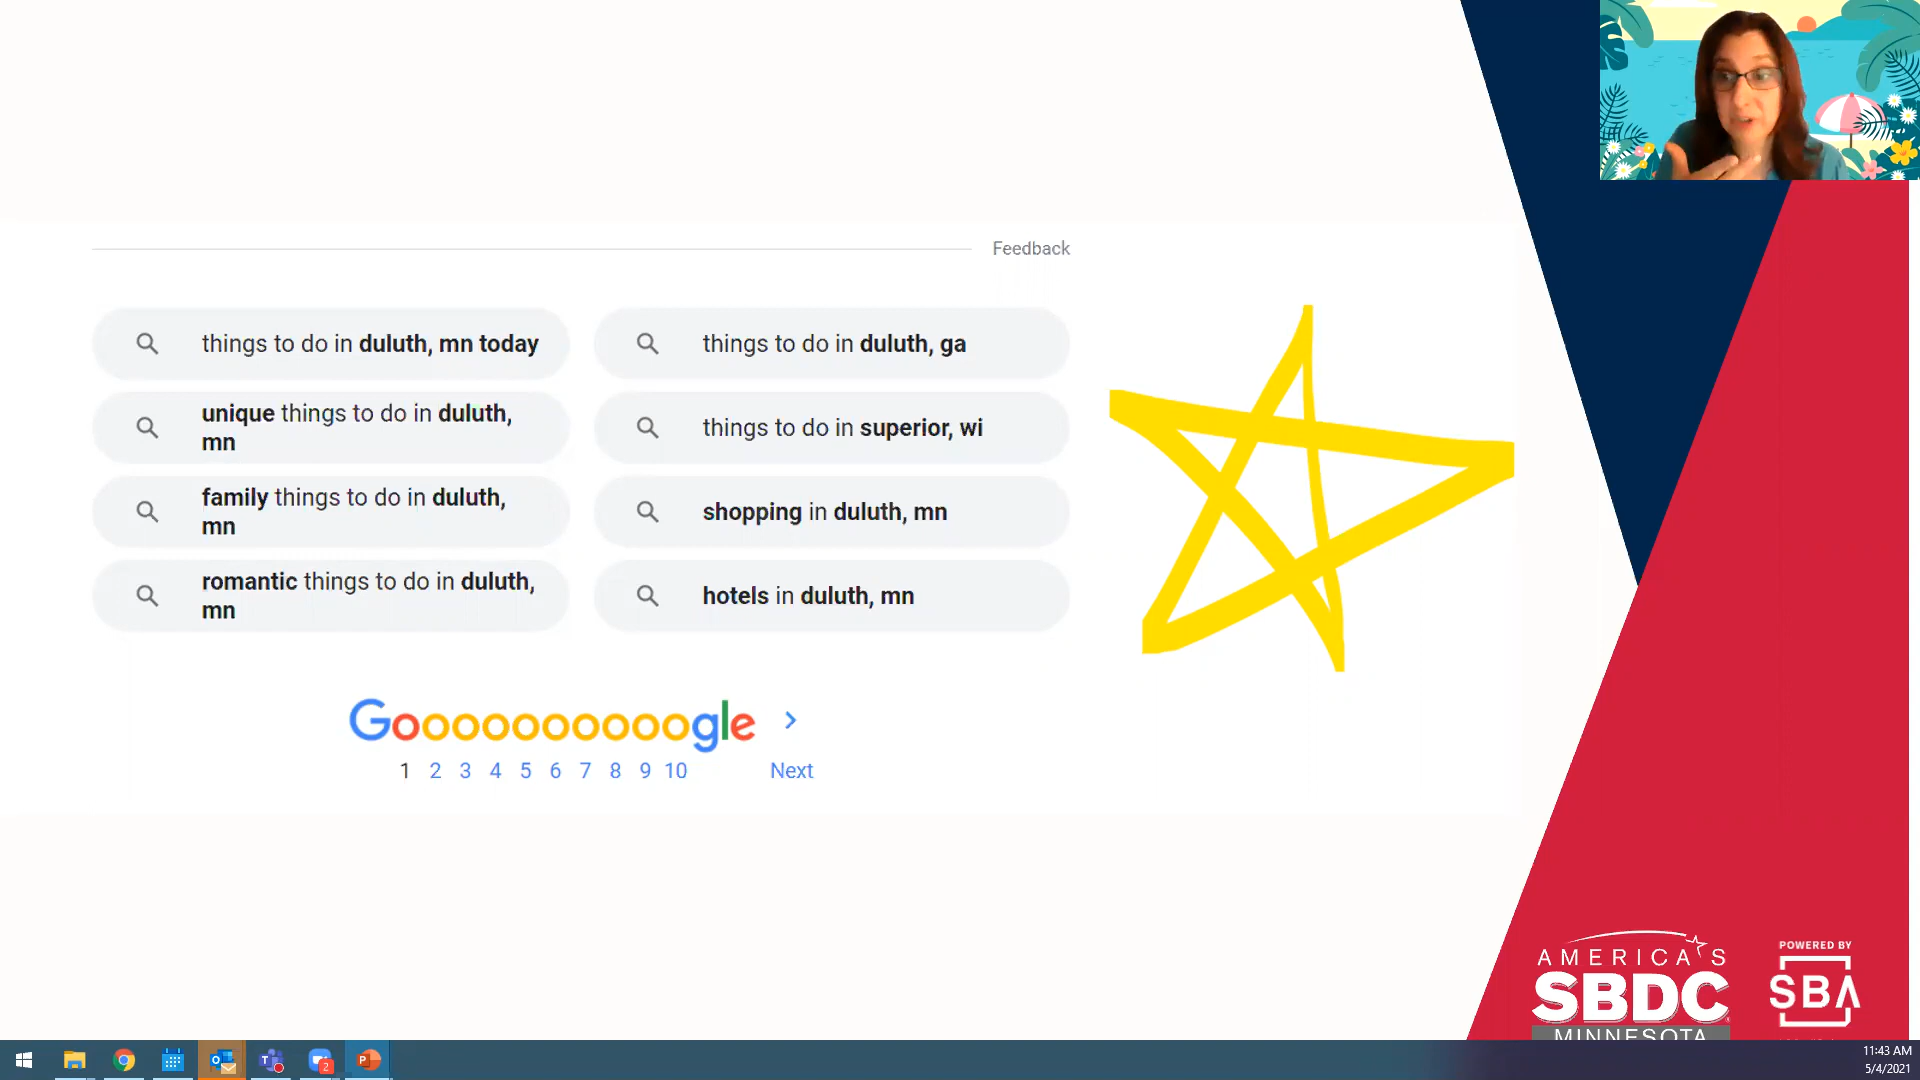 Feedback
things to do in duluth, mn today
things to do in duluth, ga
unique things to do in duluth,
mn
things to do in superior, wi
family things to do in duluth,
mn
shopping in duluth, mn
romantic things to do in duluth,
mn
hotels in duluth, mn
Goooooooooogle
1 2 3 4 5 6 7 8 9 10 Next
AMERICA'S
SBDC
MINNESOTA
POWERED BY
SBA
2
11:43 AM
5/4/2021